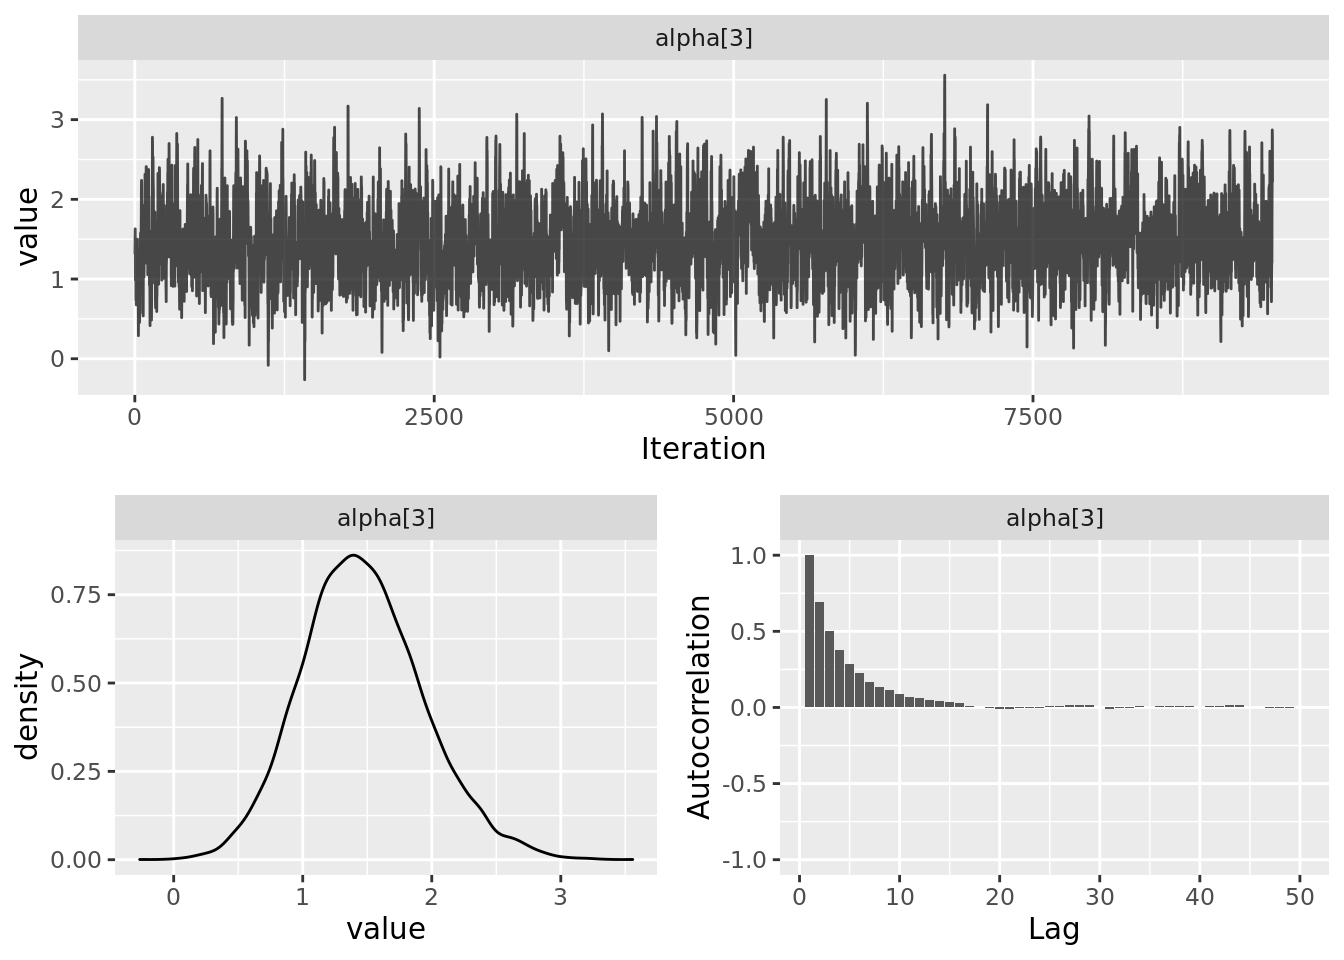 alpha[3]
value
3
2
1
0
0 2500 5000 7500
Iteration
alpha[3]
density
0.75
0.50
0.25
0.00
0 1 2 3
value
alpha[3]
Autocorrelation
1.0
0.5
0.0
-0.5
-1.0
0 10 20 30 40 50
Lag